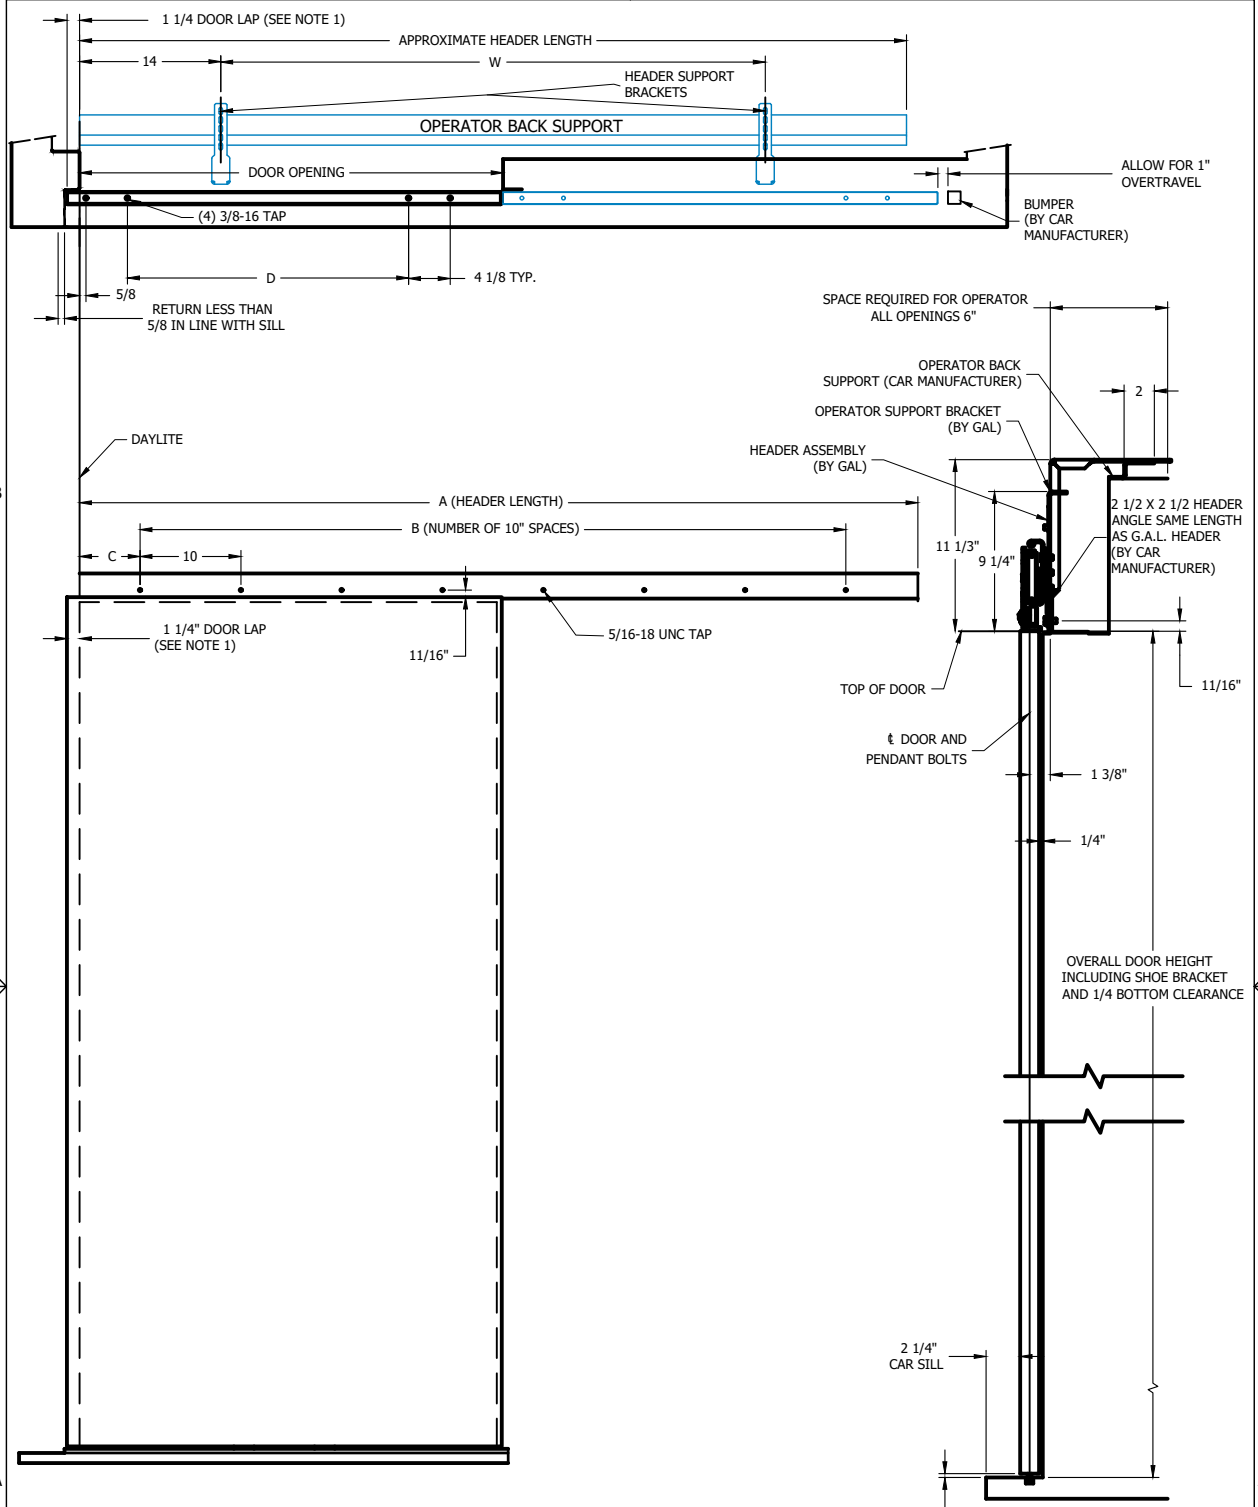 1 1/4 DOOR LAP (SEE NOTE 1)
APPROXIMATE HEADER LENGTH
14
W
HEADER SUPPORT
BRACKETS
OPERATOR BACK SUPPORT
DOOR OPENING
ALLOW FOR 1"
OVERTRAVEL
(4) 3/8-16 TAP
BUMPER
(BY CAR
MANUFACTURER)
D
4 1/8 TYP.
5/8
RETURN LESS THAN
5/8 IN LINE WITH SILL
SPACE REQUIRED FOR OPERATOR
ALL OPENINGS 6"
OPERATOR BACK
SUPPORT (CAR MANUFACTURER)
2
OPERATOR SUPPORT BRACKET
(BY GAL)
DAYLITE
HEADER ASSEMBLY
(BY GAL)
A (HEADER LENGTH)
2 1/2 X 2 1/2 HEADER
ANGLE SAME LENGTH
AS G.A.L. HEADER
(BY CAR
MANUFACTURER)
B (NUMBER OF 10" SPACES)
11 1/3"
9 1/4"
C
10
1 1/4" DOOR LAP
(SEE NOTE 1)
5/16-18 UNC TAP
11/16"
TOP OF DOOR
11/16"
℄ DOOR AND
PENDANT BOLTS
1 3/8"
1/4"
OVERALL DOOR HEIGHT
INCLUDING SHOE BRACKET
AND 1/4 BOTTOM CLEARANCE
2 1/4"
CAR SILL